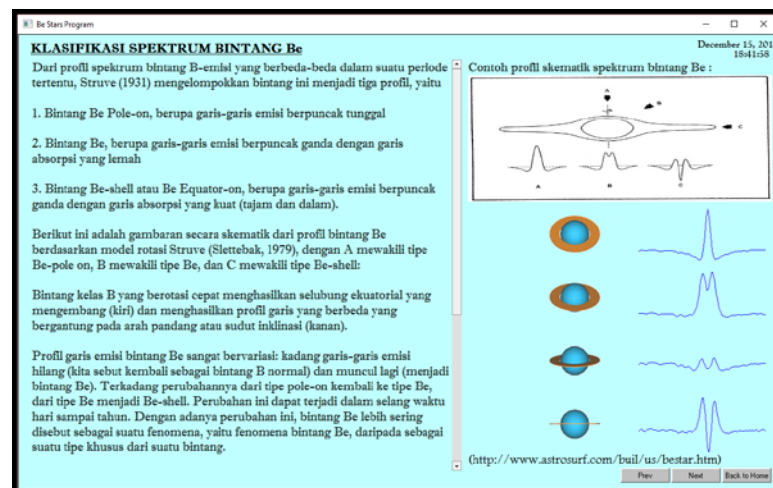 Be Stars Program
KLASIFIKASI SPEKTRUM BINTANG Be
December 15, 201
18:41:58
Dari profil spektrum bintang B-emisi yang berbeda-beda dalam suatu periode
tertentu, Struve (1931) mengelompokkan bintang ini menjadi tiga profil, yaitu
1. Bintang Be Pole-on, berupa garis-garis emisi berpuncak tunggal
2. Bintang Be, berupa garis-garis emisi berpuncak ganda dengan garis
absorpsi yang lemah
3. Bintang Be-shell atau Be Equator-on, berupa garis-garis emisi berpuncak
ganda dengan garis absorpsi yang kuat (tajam dan dalam).
Berikut ini adalah gambaran secara skematik dari profil bintang Be
berdasarkan model rotasi Struve (Slettebak, 1979), dengan A mewakili tipe
Be-pole on, B mewakili tipe Be, dan C mewakili tipe Be-shell:
Bintang kelas B yang berotasi cepat menghasilkan selubung ekuatorial yang
mengembang (kiri) dan menghasilkan profil garis yang berbeda yang
bergantung pada arah pandang atau sudut inklinasi (kanan).
Profil garis emisi bintang Be sangat bervariasi: kadang garis-garis emisi
hilang (kita sebut kembali sebagai bintang B normal) dan muncul lagi (menjadi
bintang Be). Terkadang perubahannya dari tipe pole-on kembali ke tipe Be,
dari tipe Be menjadi Be-shell. Perubahan ini dapat terjadi dalam selang waktu
hari sampai tahun. Dengan adanya perubahan ini, bintang Be lebih sering
disebut sebagai suatu fenomena, yaitu fenomena bintang Be, daripada sebagai
suatu tipe khusus dari suatu bintang.
Contoh profil skematik spektrum bintang Be :
A
B
C
A
B
C
(http://www.astrosurf.com/buil/us/bestar.htm)
Prev
Next
Back to Home